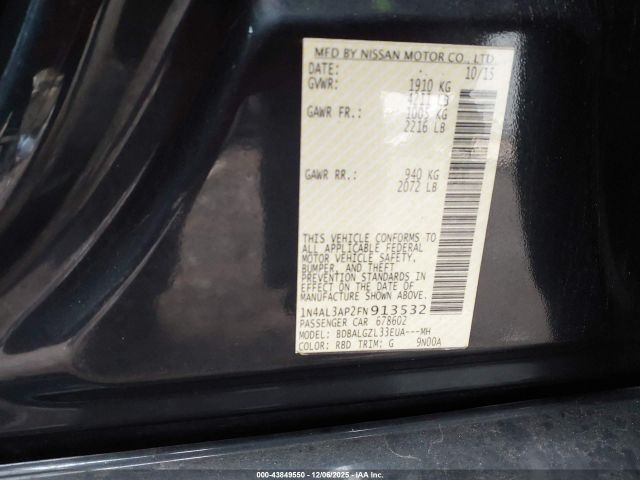 MFD BY NISSAN MOTOR CO., LTD.
DATE: 10/15
GVWR: 1910 KG
4211 LB
GAWR FR.: 1005 KG
2216 LB
GAWR RR.: 940 KG
2072 LB
THIS VEHICLE CONFORMS TO
ALL APPLICABLE FEDERAL
MOTOR VEHICLE SAFETY,
BUMPER, AND THEFT
PREVENTION STANDARDS IN
EFFECT ON THE DATE OF
MANUFACTURE SHOWN ABOVE.
1N4AL3AP2FN913532
PASSENGER CAR 678602
MODEL: BDBALGZL33EUA---MH
COLOR: RBD TRIM: G 9N00A
000-43849550 | 12/06/2025 - IAA Inc.